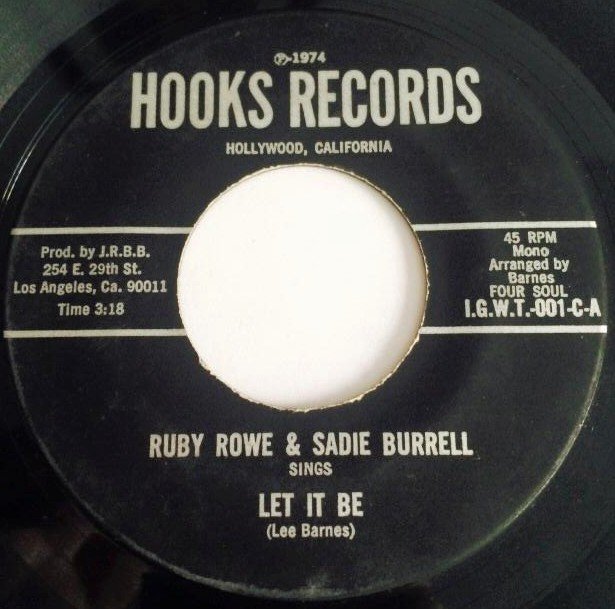 ℗-1974
HOOKS RECORDS
HOLLYWOOD, CALIFORNIA
Prod. by J.R.B.B.
254 E. 29th St.
Los Angeles, Ca. 90011
Time 3:18
45 RPM
Mono
Arranged by
Barnes
FOUR SOUL
I.G.W.T.-001-C-A
RUBY ROWE & SADIE BURRELL
SINGS
LET IT BE
(Lee Barnes)